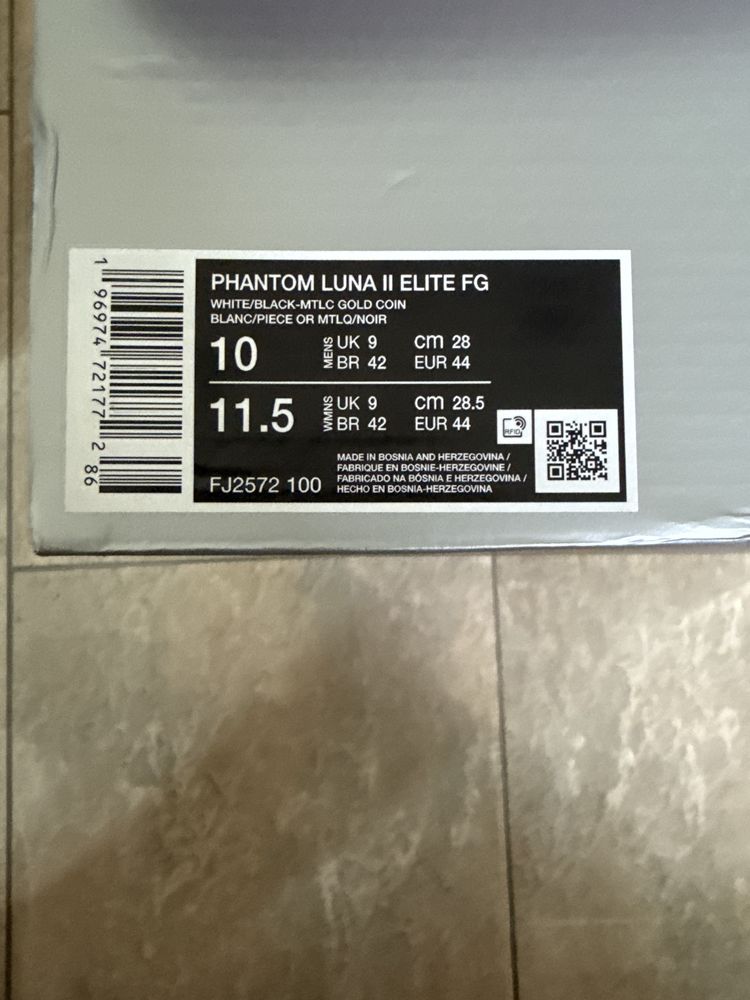 PHANTOM LUNA II ELITE FG
WHITE/BLACK-MTLC GOLD COIN
BLANC/PIECE OR MTLQ/NOIR
10 MENS UK 9 cm 28
BR 42 EUR 44
11.5 WMNS UK 9 cm 28.5
BR 42 EUR 44
RFID
MADE IN BOSNIA AND HERZEGOVINA /
FABRIQUE EN BOSNIE-HERZEGOVINE /
FABRICADO NA BÓSNIA E HERZEGOVINA /
HECHO EN BOSNIA-HERZEGOVINA
FJ2572 100
1 96974 72177 2 86